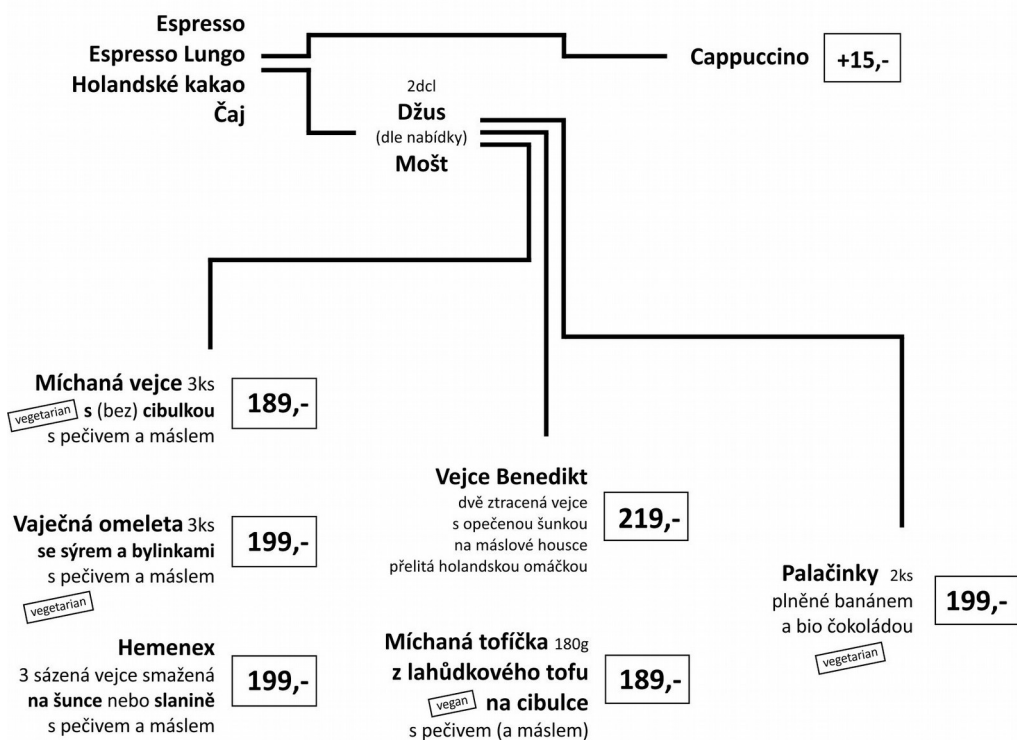 Espresso
Espresso Lungo
Holandské kakao
Čaj
Cappuccino +15,-
2dcl
Džus
(dle nabídky)
Mošt
Míchaná vejce 3ks
vegetarian s (bez) cibulkou
s pečivem a máslem
189,-
Vaječná omeleta 3ks
se sýrem a bylinkami
s pečivem a máslem
vegetarian
199,-
Hemenex
3 sázená vejce smažená
na šunce nebo slanině
s pečivem a máslem
199,-
Vejce Benedikt
dvě ztracená vejce
s opečenou šunkou
na máslové housce
přelitá holandskou omáčkou
219,-
Míchaná tofíčka 180g
z lahůdkového tofu
vegan na cibulce
s pečivem (a máslem)
189,-
Palačinky 2ks
plněné banánem
a bio čokoládou
vegetarian
199,-